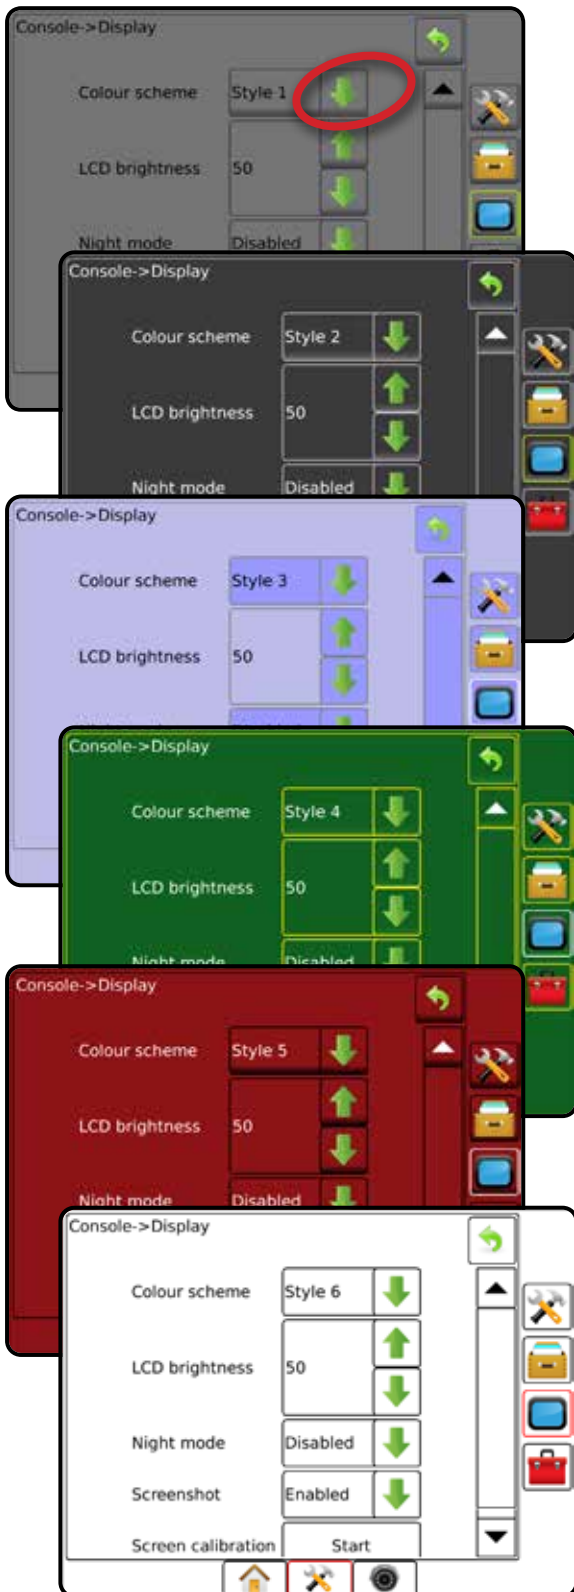 Console->Display
Colour scheme Style 1
LCD brightness 50
Night mode Disabled
Console->Display
Colour scheme Style 2
LCD brightness 50
Night mode Disabled
Console->Display
Colour scheme Style 3
LCD brightness 50
Console->Display
Colour scheme Style 4
LCD brightness 50
Night mode Disabled
Console->Display
Colour scheme Style 5
LCD brightness 50
Night mode Disabled
Console->Display
Colour scheme Style 6
LCD brightness 50
Night mode Disabled
Screenshot Enabled
Screen calibration Start